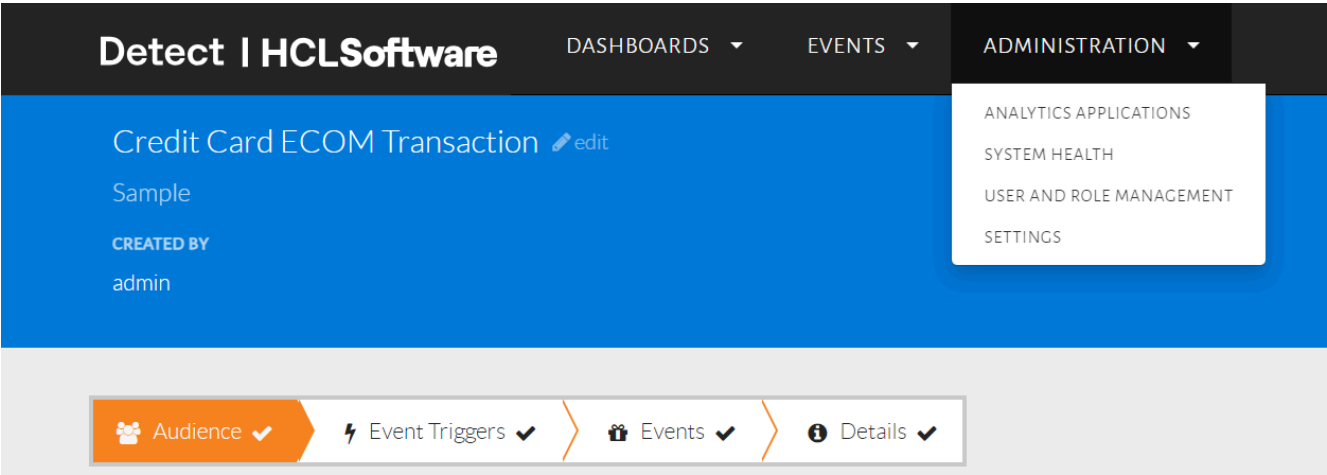 Detect | HCLSoftware DASHBOARDS EVENTS ADMINISTRATION
ANALYTICS APPLICATIONS
SYSTEM HEALTH
USER AND ROLE MANAGEMENT
SETTINGS
Credit Card ECOM Transaction edit
Sample
CREATED BY
admin
Audience Event Triggers Events Details